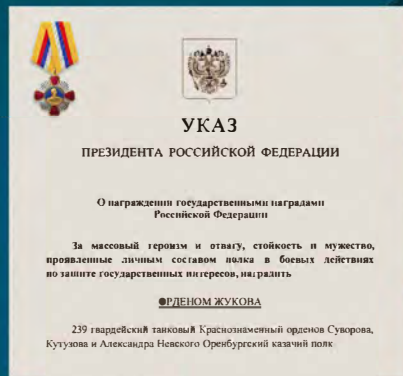 УКАЗ
ПРЕЗИДЕНТА РОССИЙСКОЙ ФЕДЕРАЦИИ
О награждении государственными наградами
Российской Федерации
За массовый героизм и отвагу, стойкость и мужество,
проявленные личным составом полка в боевых действиях
по защите государственных интересов, наградить
ОРДЕНОМ ЖУКОВА
239 гвардейский танковый Краснознаменный орденов Суворова,
Кутузова и Александра Невского Оренбургский казачий полк